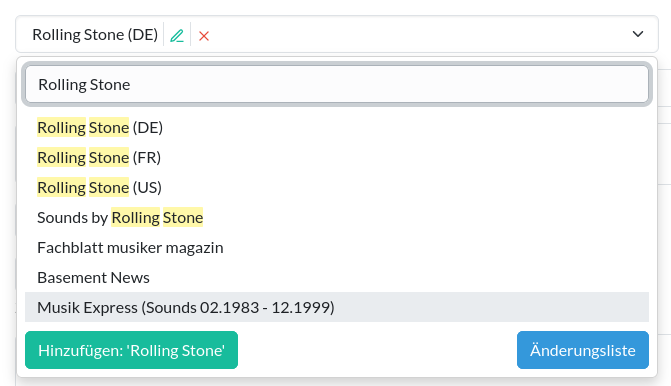 Rolling Stone (DE)
Rolling Stone
Rolling Stone (DE)
Rolling Stone (FR)
Rolling Stone (US)
Sounds by Rolling Stone
Fachblatt musiker magazin
Basement News
Musik Express (Sounds 02.1983 - 12.1999)
Hinzufügen: 'Rolling Stone'
Änderungsliste